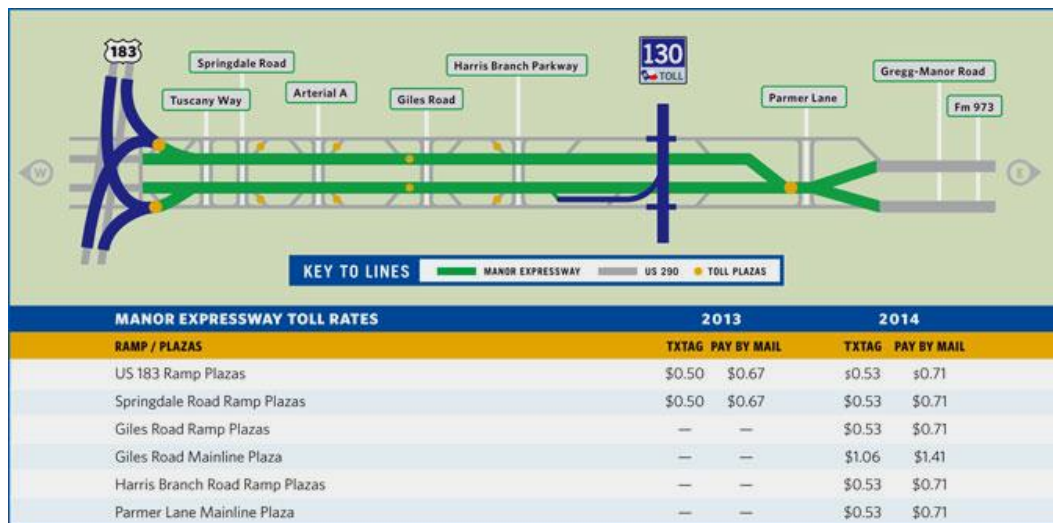 183
Springdale Road
Tuscany Way
Arterial A
Giles Road
Harris Branch Parkway
130
TOLL
Parmer Lane
Gregg-Manor Road
Fm 973
W
E
KEY TO LINES MANOR EXPRESSWAY US 290 TOLL PLAZAS
MANOR EXPRESSWAY TOLL RATES 2013 2014
RAMP / PLAZAS TXTAG PAY BY MAIL TXTAG PAY BY MAIL
US 183 Ramp Plazas $0.50 $0.67 $0.53 $0.71
Springdale Road Ramp Plazas $0.50 $0.67 $0.53 $0.71
Giles Road Ramp Plazas — — $0.53 $0.71
Giles Road Mainline Plaza — — $1.06 $1.41
Harris Branch Road Ramp Plazas — — $0.53 $0.71
Parmer Lane Mainline Plaza — — $0.53 $0.71